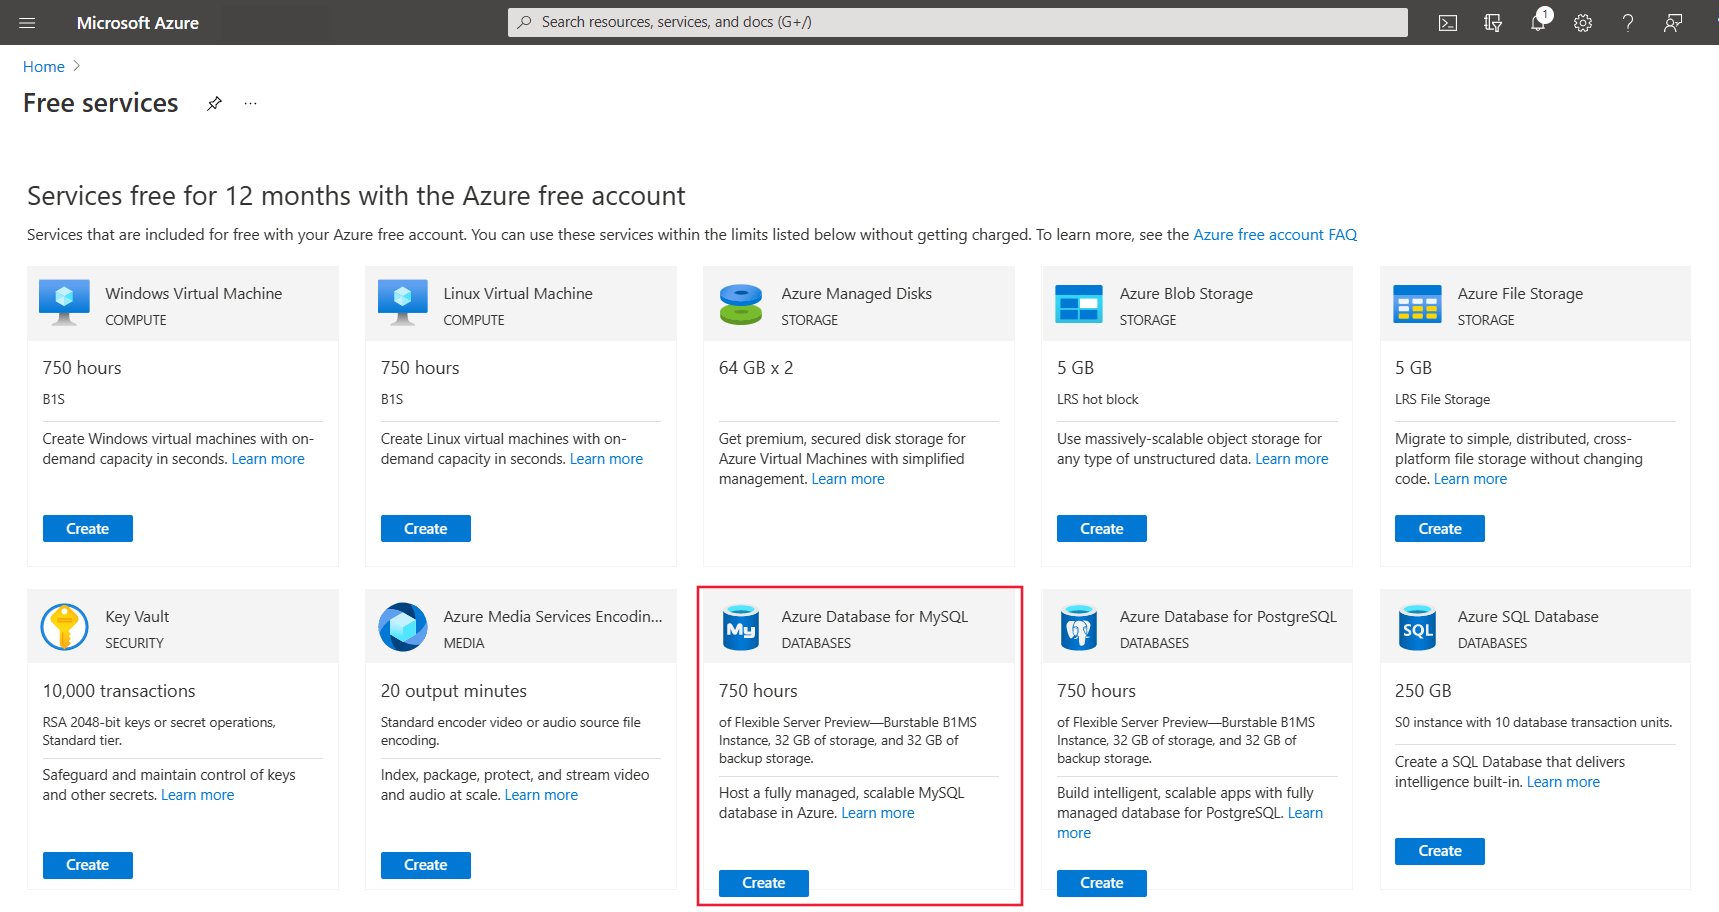 Microsoft Azure
Search resources, services, and docs (G+/)
1
Home
Free services
...
Services free for 12 months with the Azure free account
Services that are included for free with your Azure free account. You can use these services within the limits listed below without getting charged. To learn more, see the Azure free account FAQ
Windows Virtual Machine
COMPUTE
750 hours
B1S
Create Windows virtual machines with on-
demand capacity in seconds. Learn more
Create
Linux Virtual Machine
COMPUTE
750 hours
B1S
Create Linux virtual machines with on-
demand capacity in seconds. Learn more
Create
Azure Managed Disks
STORAGE
64 GB x 2
Get premium, secured disk storage for
Azure Virtual Machines with simplified
management. Learn more
Azure Blob Storage
STORAGE
5 GB
LRS hot block
Use massively-scalable object storage for
any type of unstructured data. Learn more
Create
Azure File Storage
STORAGE
5 GB
LRS File Storage
Migrate to simple, distributed, cross-
platform file storage without changing
code. Learn more
Create
Key Vault
SECURITY
10,000 transactions
RSA 2048-bit keys or secret operations,
Standard tier.
Safeguard and maintain control of keys
and other secrets. Learn more
Create
Azure Media Services Encodin...
MEDIA
20 output minutes
Standard encoder video or audio source file
encoding.
Index, package, protect, and stream video
and audio at scale. Learn more
Create
My
Azure Database for MySQL
DATABASES
750 hours
of Flexible Server Preview—Burstable B1MS
Instance, 32 GB of storage, and 32 GB of
backup storage.
Host a fully managed, scalable MySQL
database in Azure. Learn more
Create
Azure Database for PostgreSQL
DATABASES
750 hours
of Flexible Server Preview—Burstable B1MS
Instance, 32 GB of storage, and 32 GB of
backup storage.
Build intelligent, scalable apps with fully
managed database for PostgreSQL. Learn
more
Create
SQL
Azure SQL Database
DATABASES
250 GB
S0 instance with 10 database transaction units.
Create a SQL Database that delivers
intelligence built-in. Learn more
Create